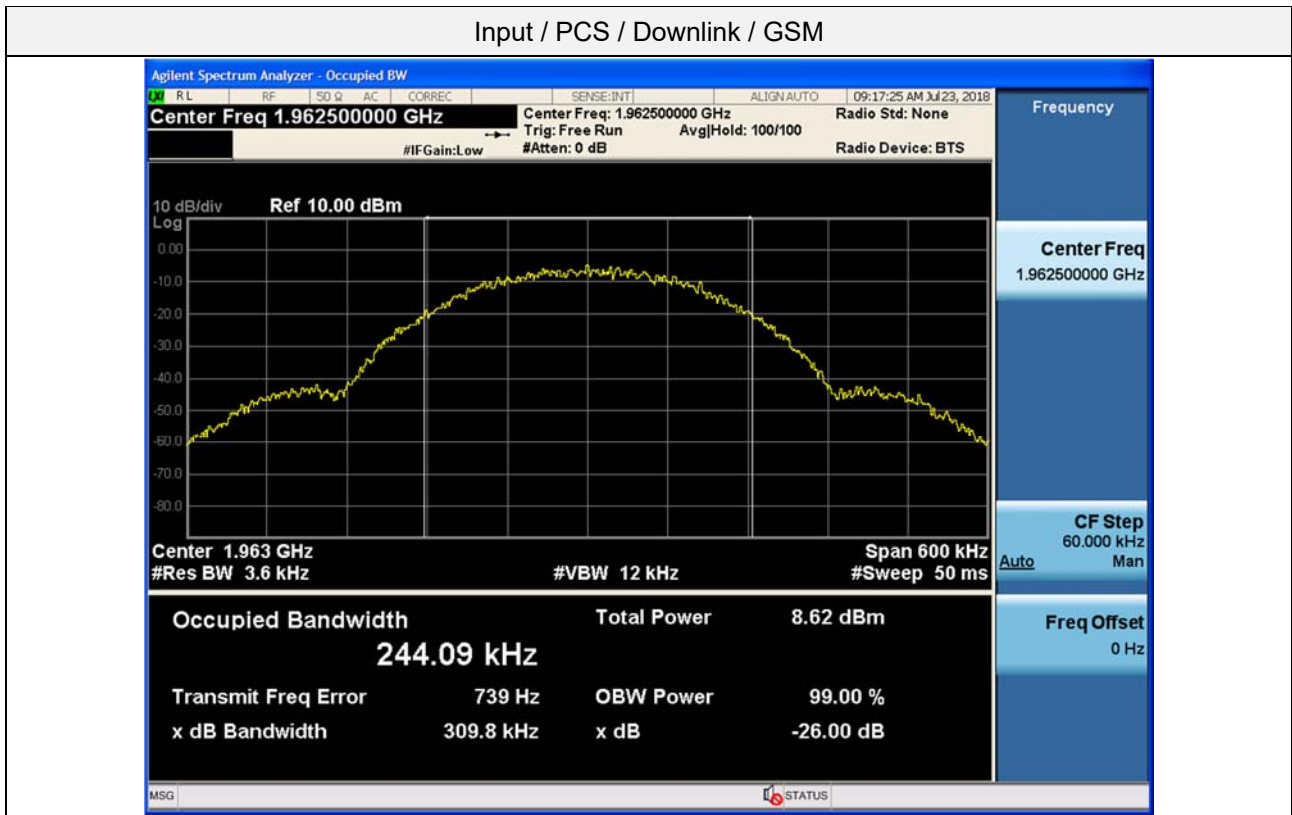 Input / PCS / Downlink / GSM
Agilent Spectrum Analyzer - Occupied BW
LXI RL RF 50 Ω AC CORREC SENSE:INT ALIGN AUTO 09:17:25 AM Jul 23, 2018
Center Freq 1.962500000 GHz
Center Freq: 1.962500000 GHz Radio Std: None
Trig: Free Run Avg|Hold: 100/100
#IFGain:Low #Atten: 0 dB Radio Device: BTS
Frequency
10 dB/div Ref 10.00 dBm
Log
0.00
-10.0
-20.0
-30.0
-40.0
-50.0
-60.0
-70.0
-80.0
Center Freq
1.962500000 GHz
Center 1.963 GHz Span 600 kHz
#Res BW 3.6 kHz #VBW 12 kHz #Sweep 50 ms
CF Step
60.000 kHz
Auto Man
Occupied Bandwidth Total Power 8.62 dBm
244.09 kHz
Transmit Freq Error 739 Hz OBW Power 99.00 %
x dB Bandwidth 309.8 kHz x dB -26.00 dB
Freq Offset
0 Hz
MSG STATUS